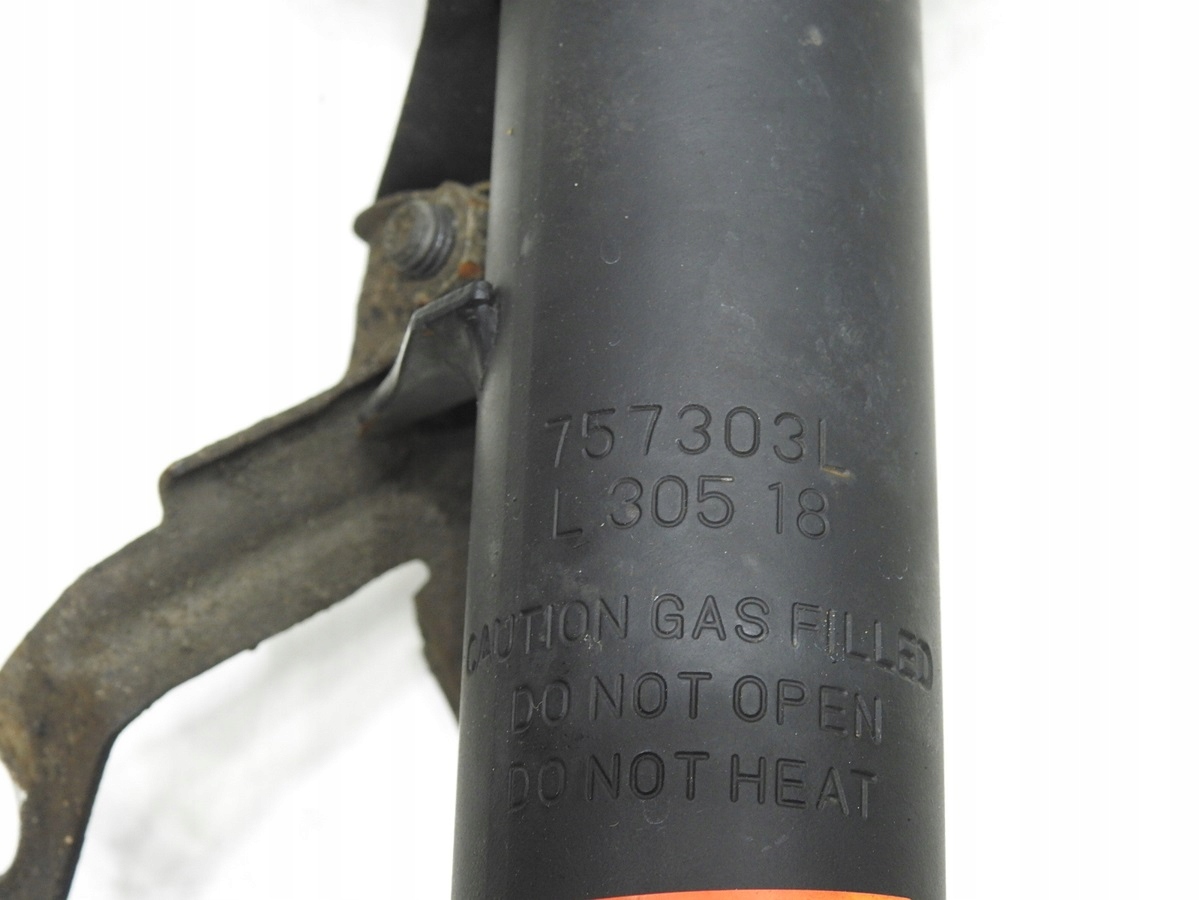 757303L
L 305 18
CAUTION GAS FILLED
DO NOT OPEN
DO NOT HEAT